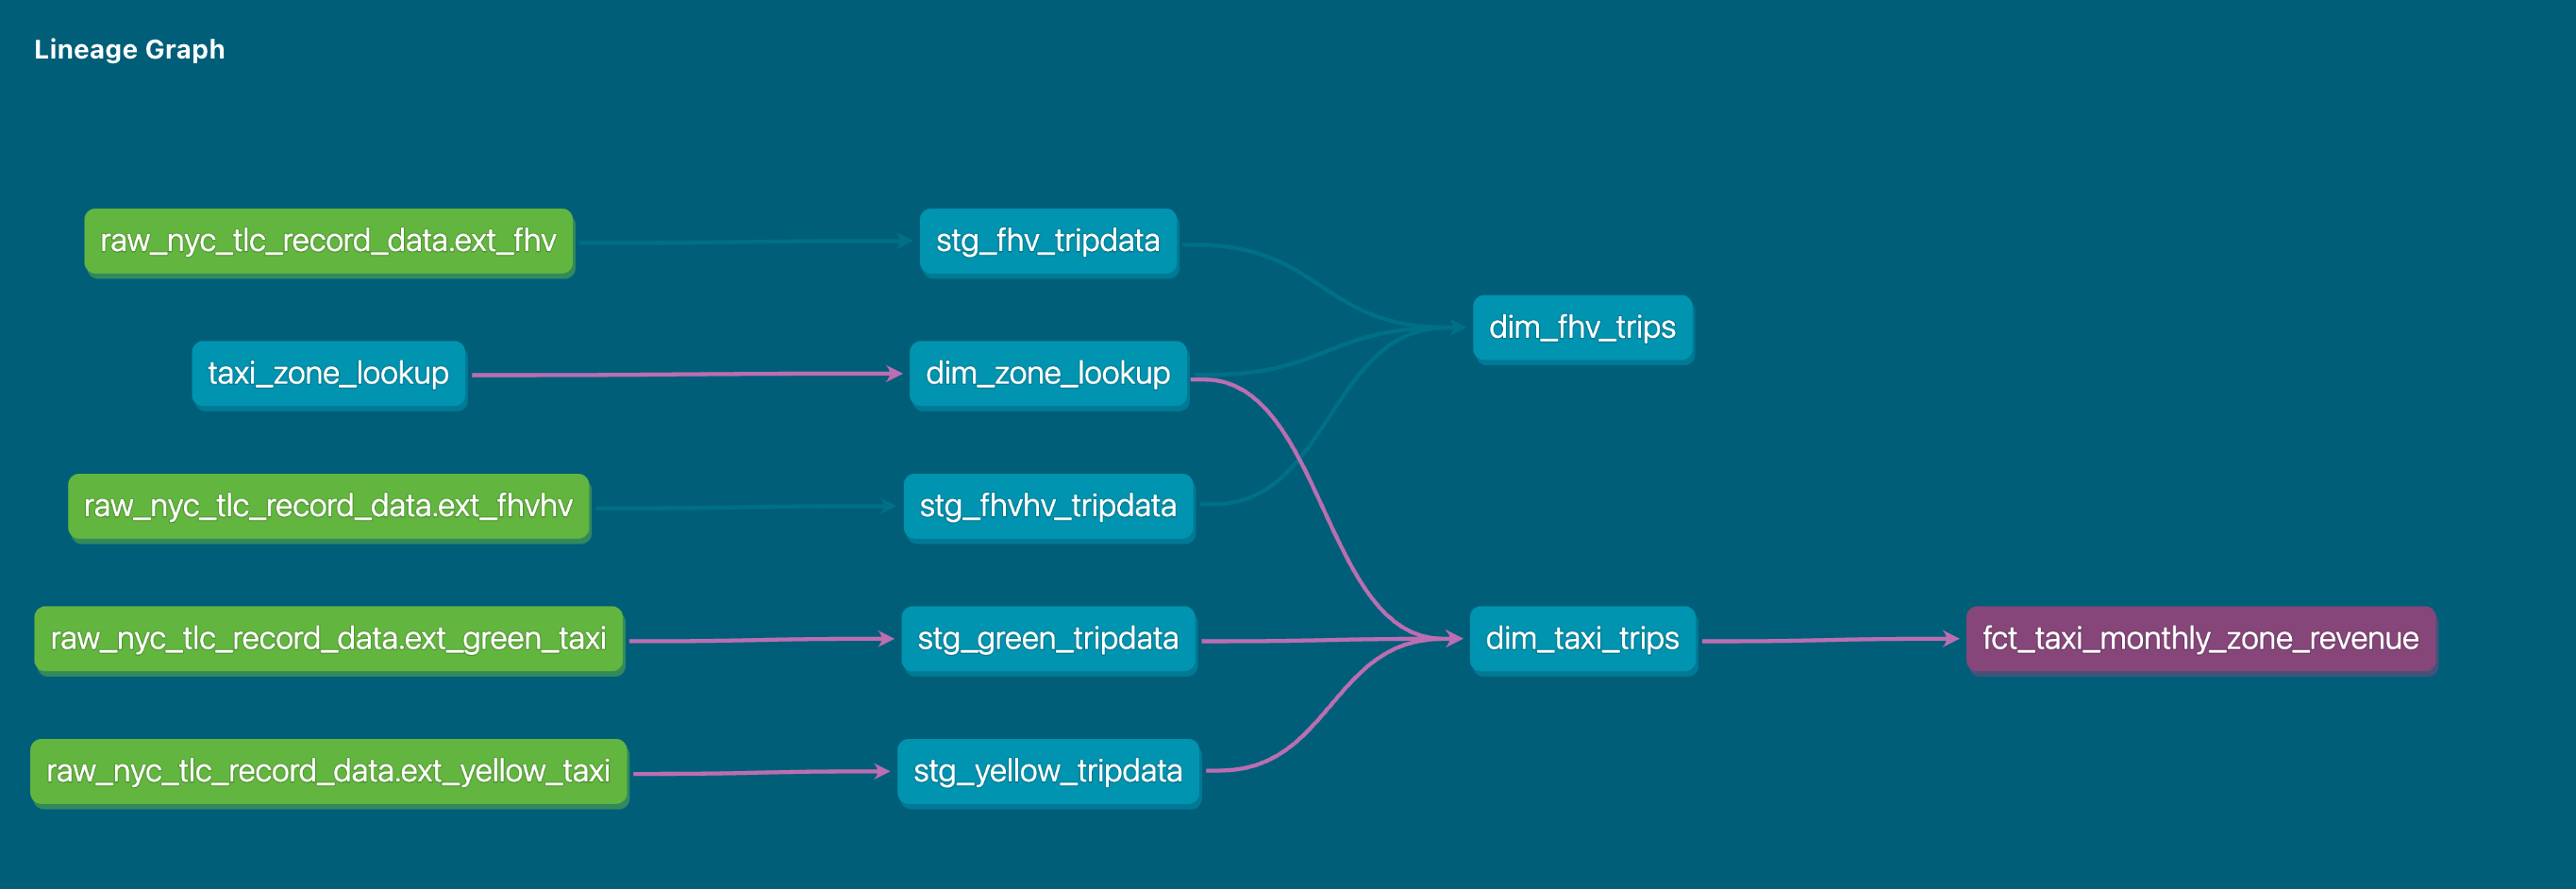 Lineage Graph
raw_nyc_tlc_record_data.ext_fhv
stg_fhv_tripdata
dim_fhv_trips
taxi_zone_lookup
dim_zone_lookup
raw_nyc_tlc_record_data.ext_fhvhv
stg_fhvhv_tripdata
raw_nyc_tlc_record_data.ext_green_taxi
stg_green_tripdata
dim_taxi_trips
fct_taxi_monthly_zone_revenue
raw_nyc_tlc_record_data.ext_yellow_taxi
stg_yellow_tripdata